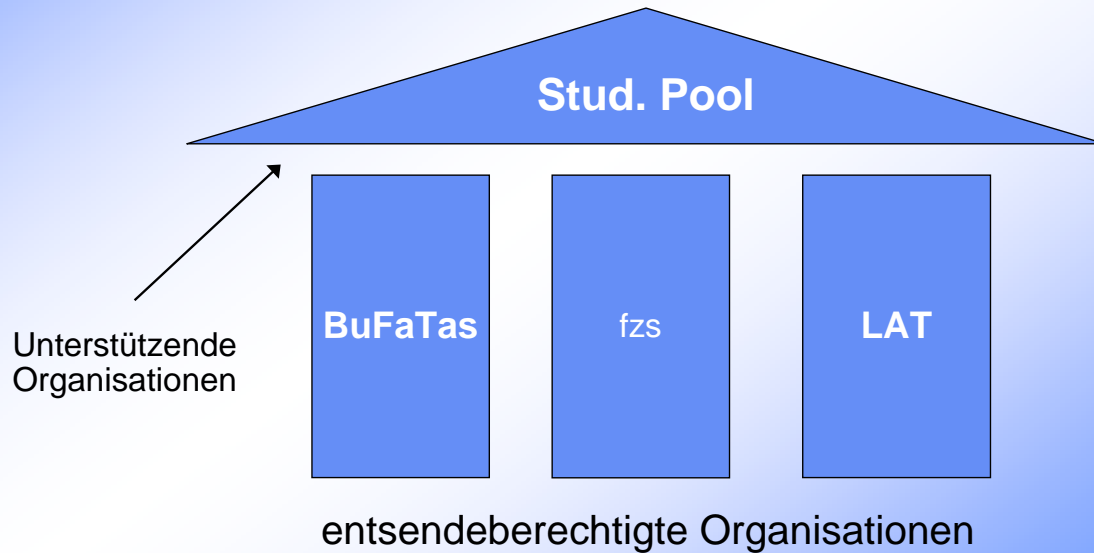 Stud. Pool
BuFaTas
fzs
LAT
Unterstützende
Organisationen
entsendeberechtigte Organisationen